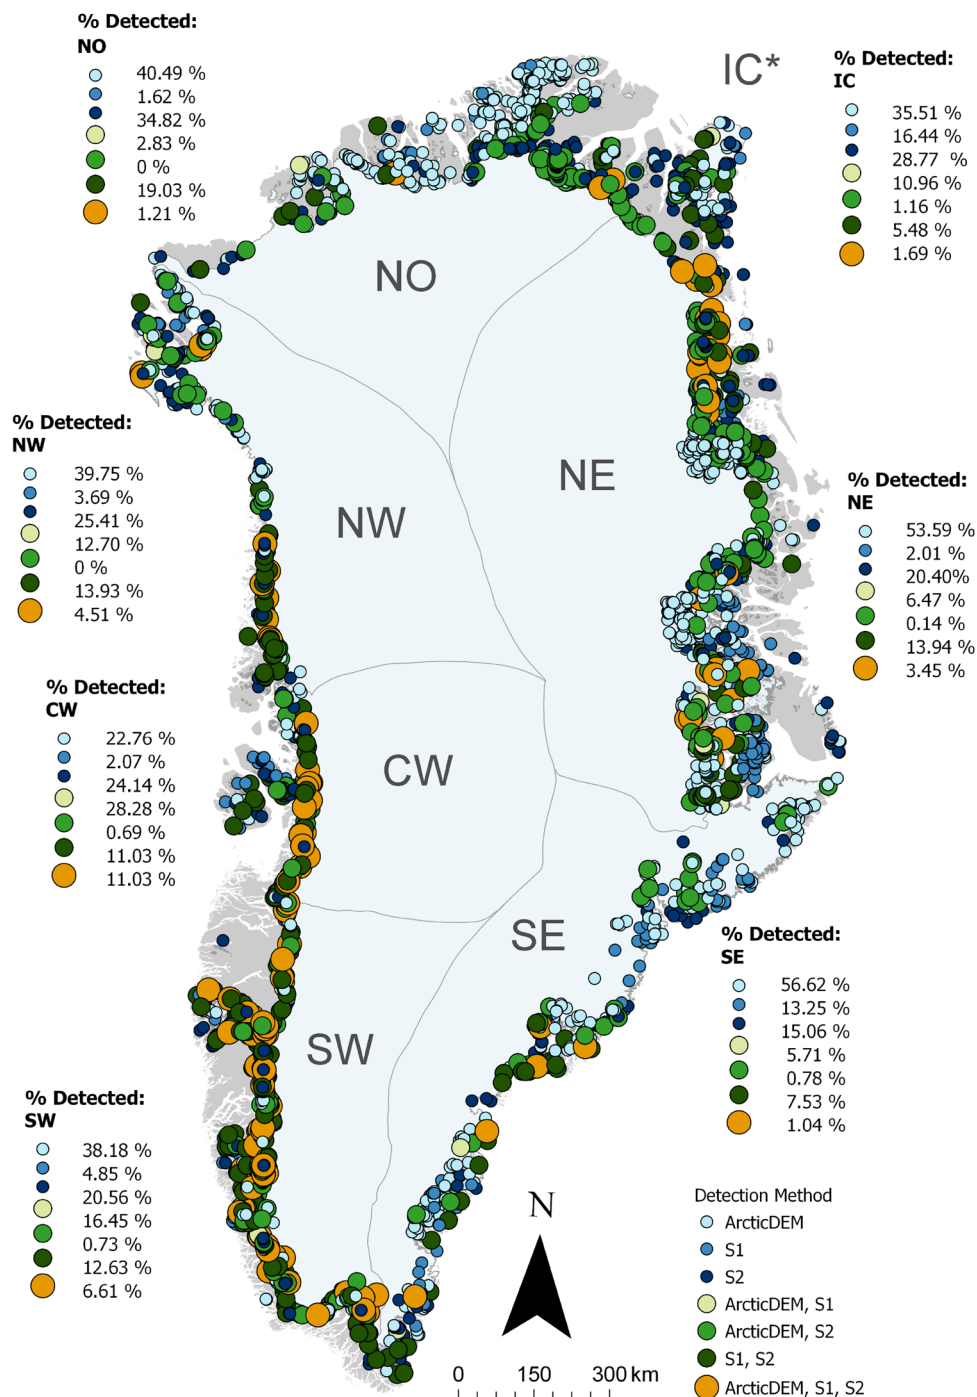 % Detected:
NO
40.49 %
1.62 %
34.82 %
2.83 %
0 %
19.03 %
1.21 %
IC*
% Detected:
IC
35.51 %
16.44 %
28.77 %
10.96 %
1.16 %
5.48 %
1.69 %
NO
% Detected:
NW
39.75 %
3.69 %
25.41 %
12.70 %
0 %
13.93 %
4.51 %
NW
NE
% Detected:
NE
53.59 %
2.01 %
20.40%
6.47 %
0.14 %
13.94 %
3.45 %
% Detected:
CW
22.76 %
2.07 %
24.14 %
28.28 %
0.69 %
11.03 %
11.03 %
CW
SE
% Detected:
SE
56.62 %
13.25 %
15.06 %
5.71 %
0.78 %
7.53 %
1.04 %
SW
% Detected:
SW
38.18 %
4.85 %
20.56 %
16.45 %
0.73 %
12.63 %
6.61 %
N
0 150 300 km
Detection Method
ArcticDEM
S1
S2
ArcticDEM, S1
ArcticDEM, S2
S1, S2
ArcticDEM, S1, S2